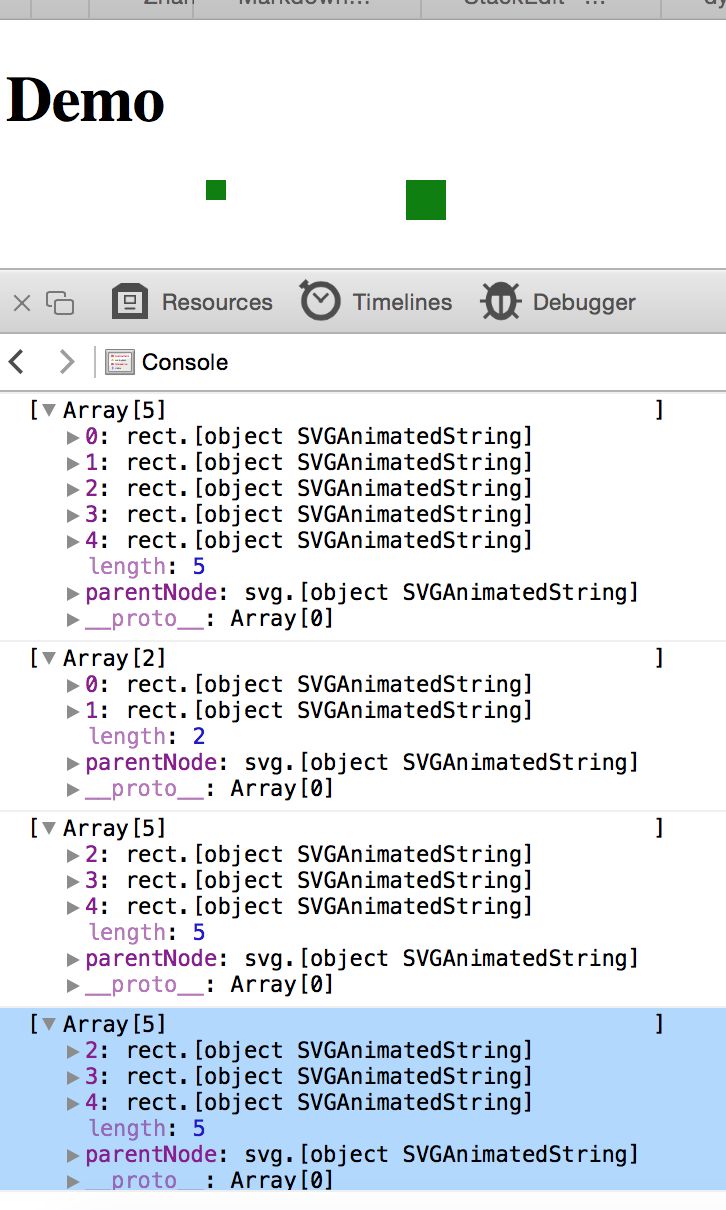 Markdown...
StackEdit - ...
Demo
Resources Timelines Debugger
Console
[▼Array[5] ]
▶0: rect.[object SVGAnimatedString]
▶1: rect.[object SVGAnimatedString]
▶2: rect.[object SVGAnimatedString]
▶3: rect.[object SVGAnimatedString]
▶4: rect.[object SVGAnimatedString]
length: 5
▶parentNode: svg.[object SVGAnimatedString]
▶__proto__: Array[0]
[▼Array[2] ]
▶0: rect.[object SVGAnimatedString]
▶1: rect.[object SVGAnimatedString]
length: 2
▶parentNode: svg.[object SVGAnimatedString]
▶__proto__: Array[0]
[▼Array[5] ]
▶2: rect.[object SVGAnimatedString]
▶3: rect.[object SVGAnimatedString]
▶4: rect.[object SVGAnimatedString]
length: 5
▶parentNode: svg.[object SVGAnimatedString]
▶__proto__: Array[0]
[▼Array[5] ]
▶2: rect.[object SVGAnimatedString]
▶3: rect.[object SVGAnimatedString]
▶4: rect.[object SVGAnimatedString]
length: 5
▶parentNode: svg.[object SVGAnimatedString]
▶__proto__: Array[0]